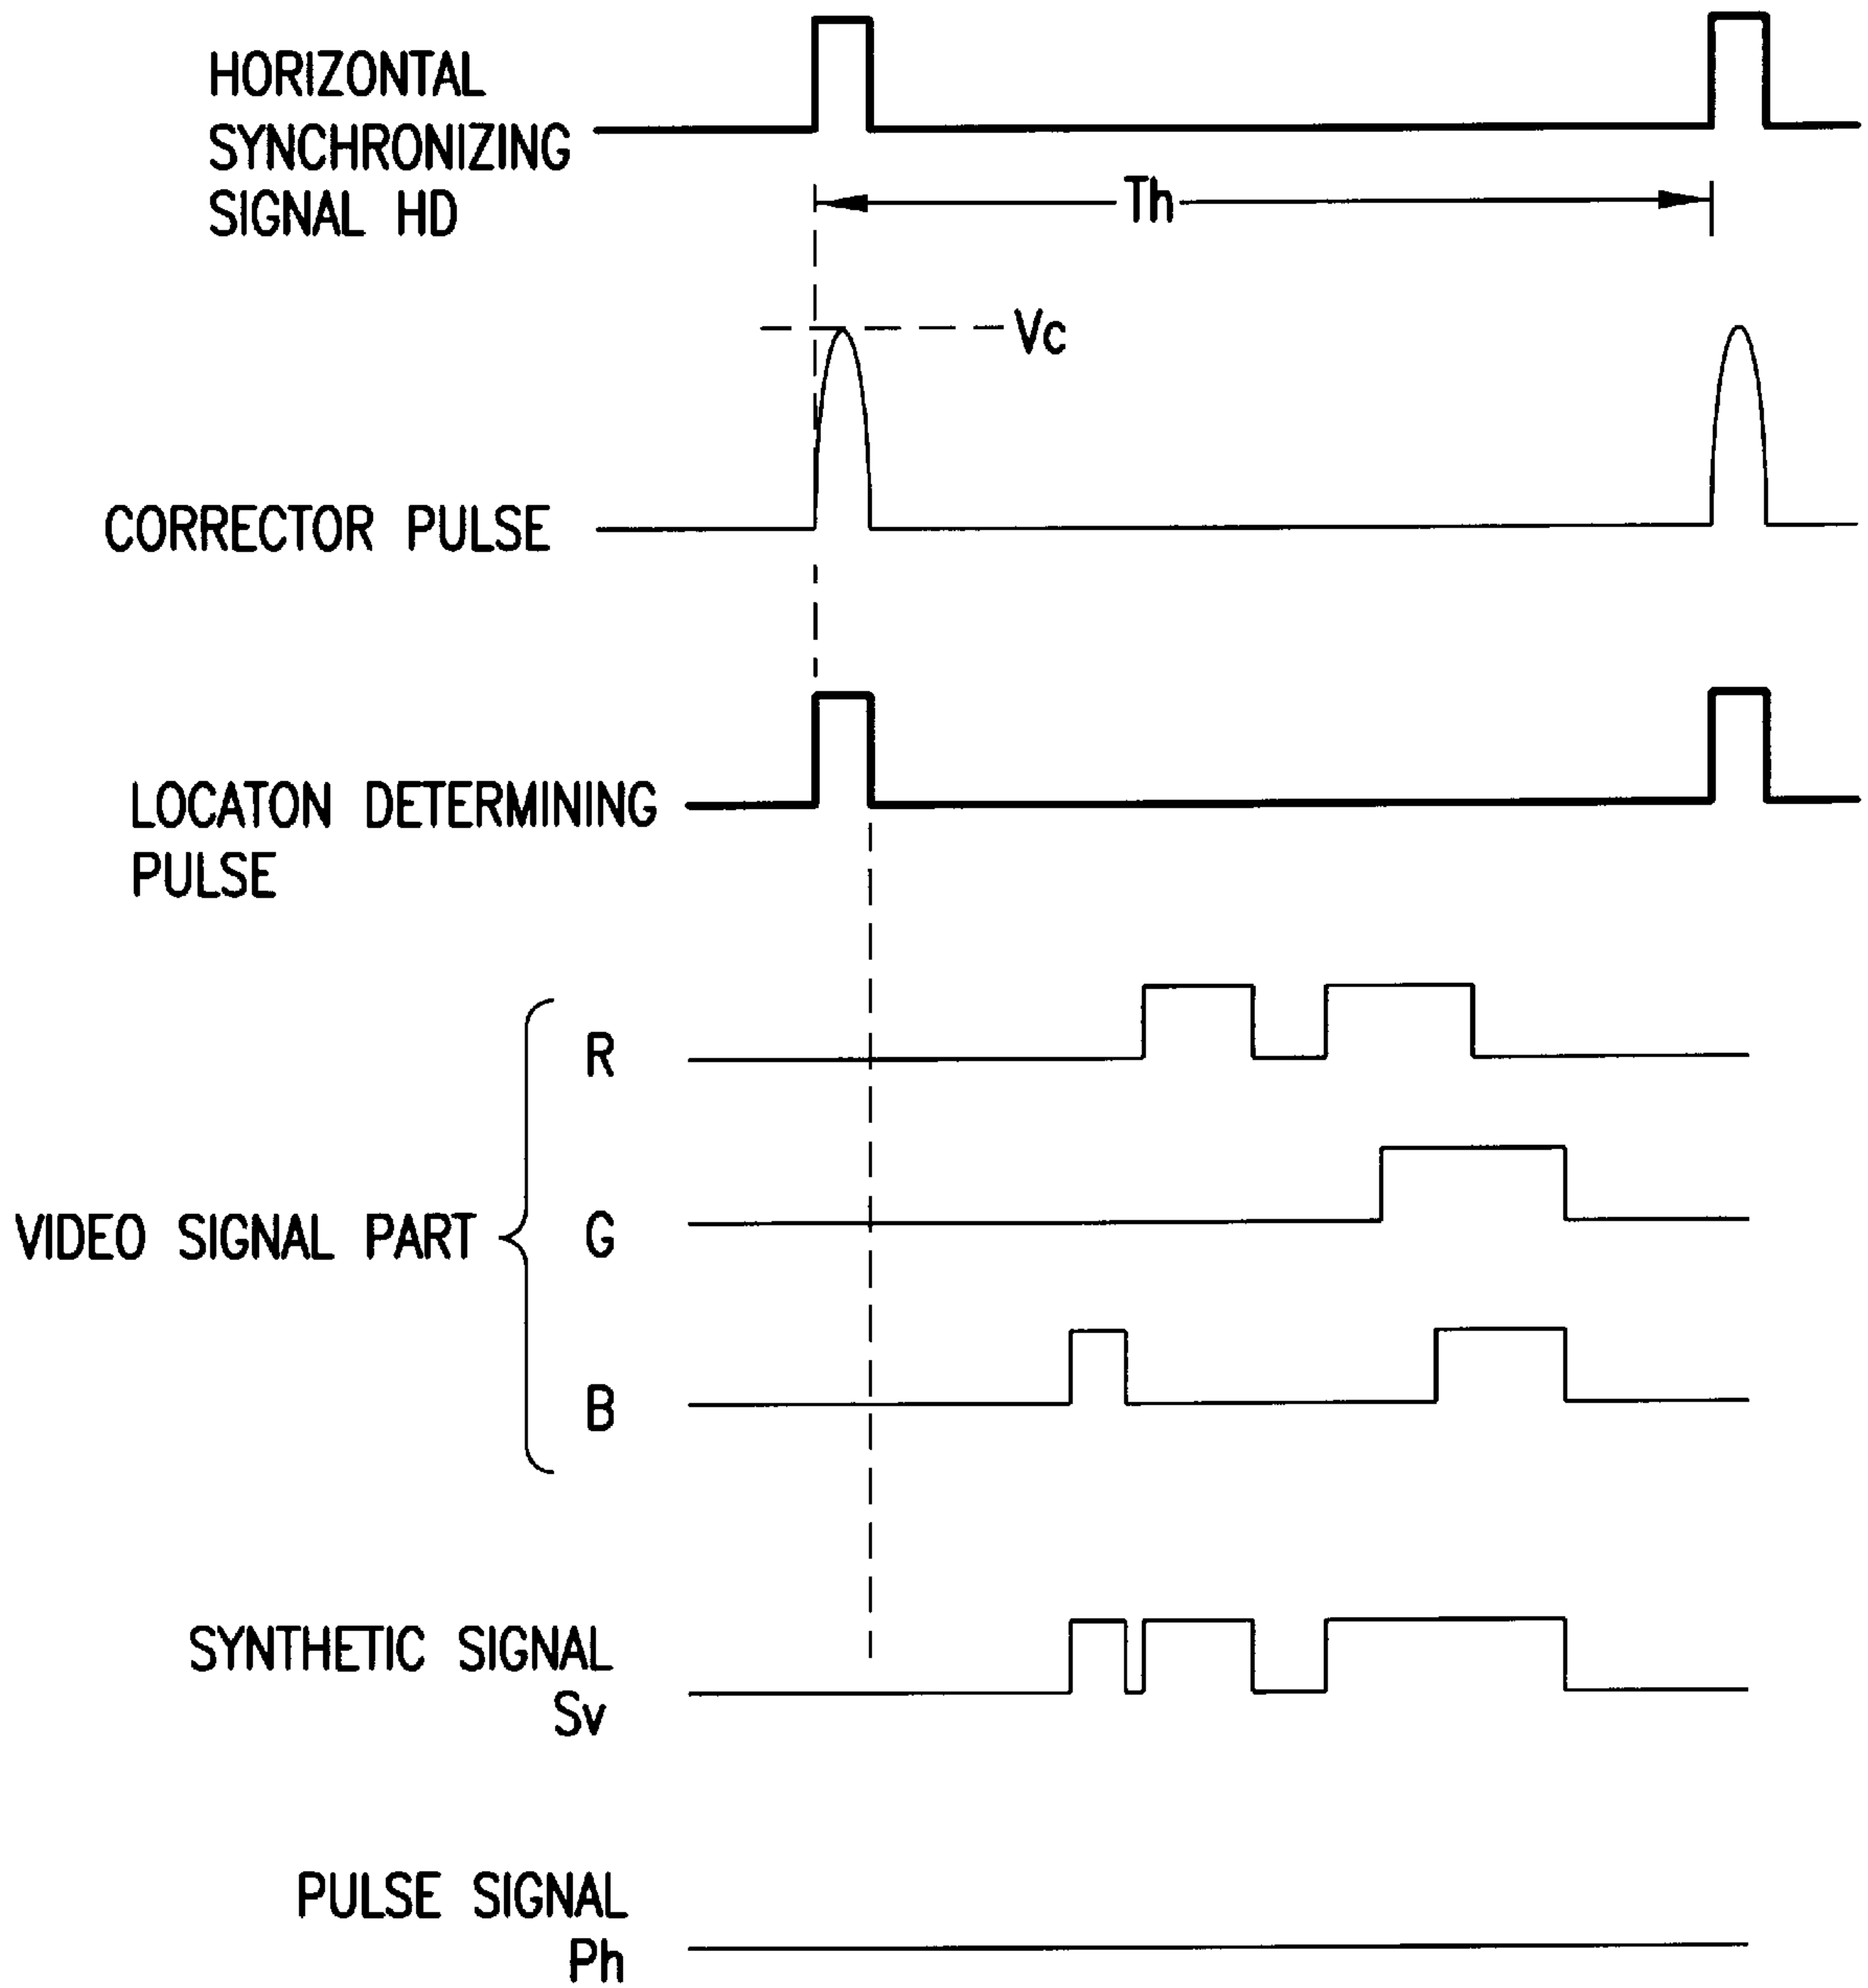 HORIZONTAL
SYNCHRONIZING
SIGNAL HD
Th
Vc
CORRECTOR PULSE
LOCATON DETERMINING
PULSE
R
VIDEO SIGNAL PART
G
B
SYNTHETIC SIGNAL
Sv
PULSE SIGNAL
Ph